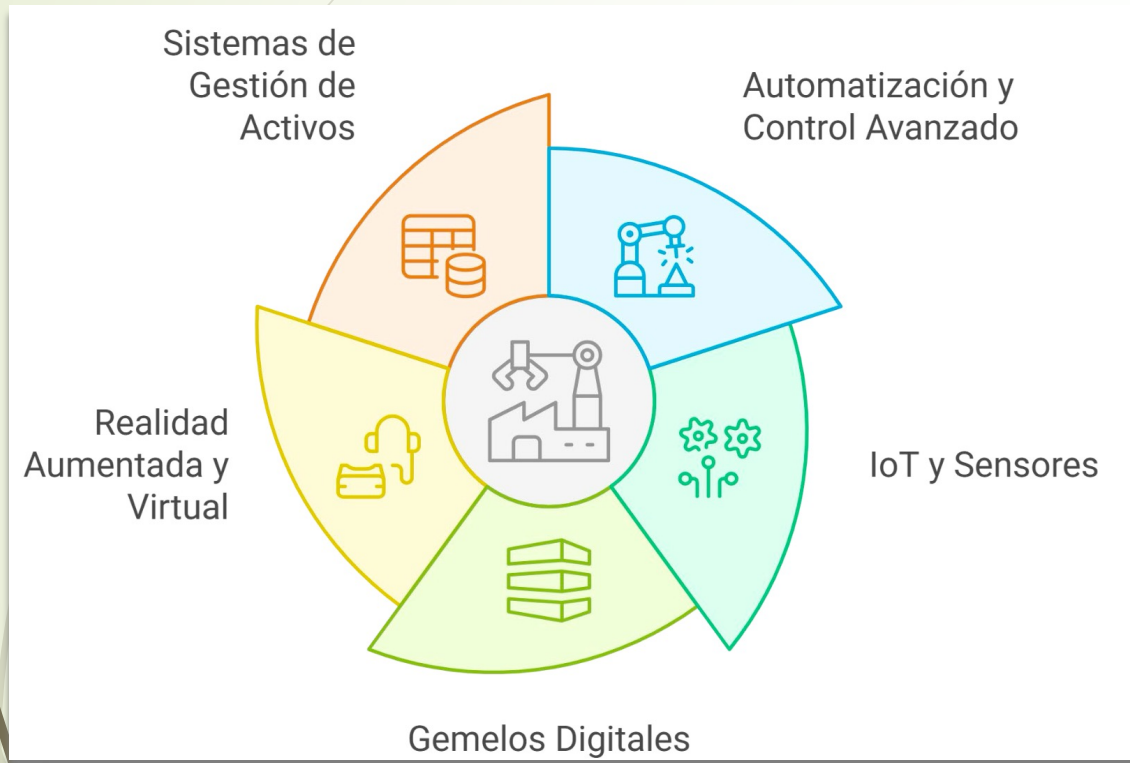 Sistemas de
Gestión de
Activos
Automatización y
Control Avanzado
Realidad
Aumentada y
Virtual
IoT y Sensores
Gemelos Digitales